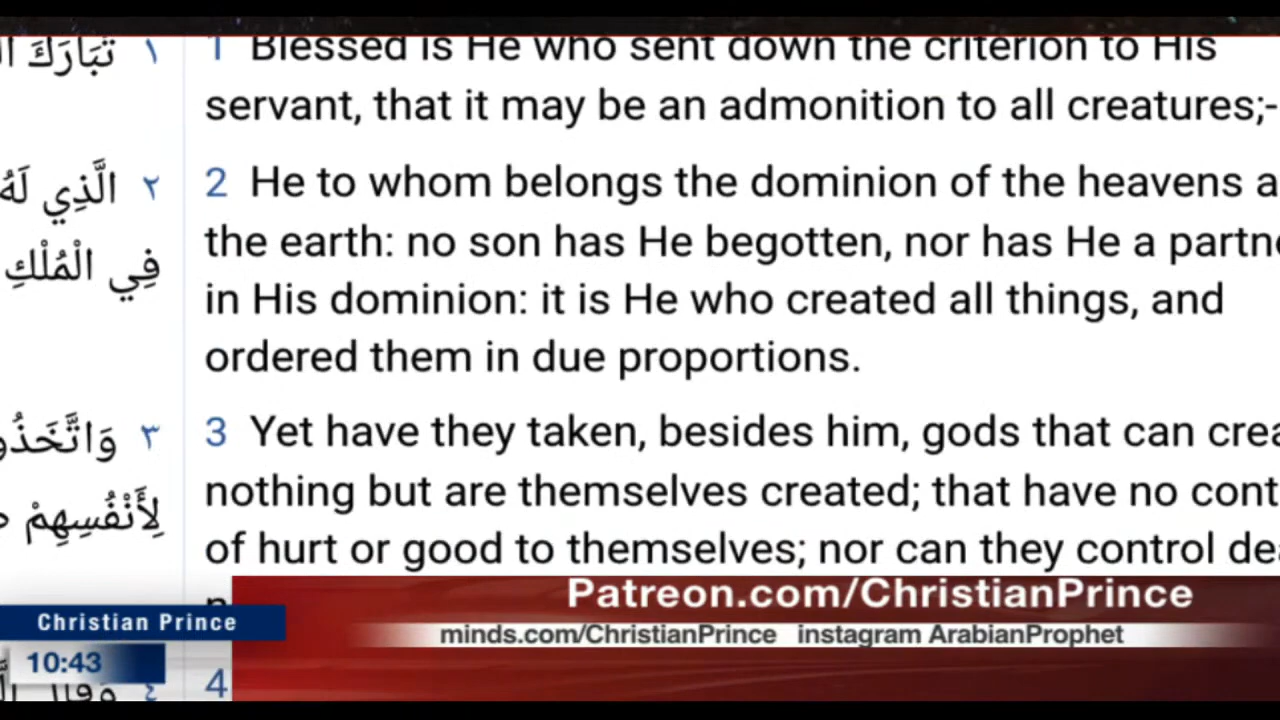 1 Blessed is He who sent down the criterion to His
servant, that it may be an admonition to all creatures;-
2 He to whom belongs the dominion of the heavens a
the earth: no son has He begotten, nor has He a partne
in His dominion: it is He who created all things, and
ordered them in due proportions.
3 Yet have they taken, besides him, gods that can crea
nothing but are themselves created; that have no cont
of hurt or good to themselves; nor can they control de
4
١ تَبَارَكَ
٢ الَّذِي لَهُ
فِي الْمُلْكِ
٣ وَاتَّخَذُو
لِأَنْفُسِهِمْ
٤ وَقَالَ
Patreon.com/ChristianPrince
minds.com/ChristianPrince instagram ArabianProphet
Christian Prince
10:43